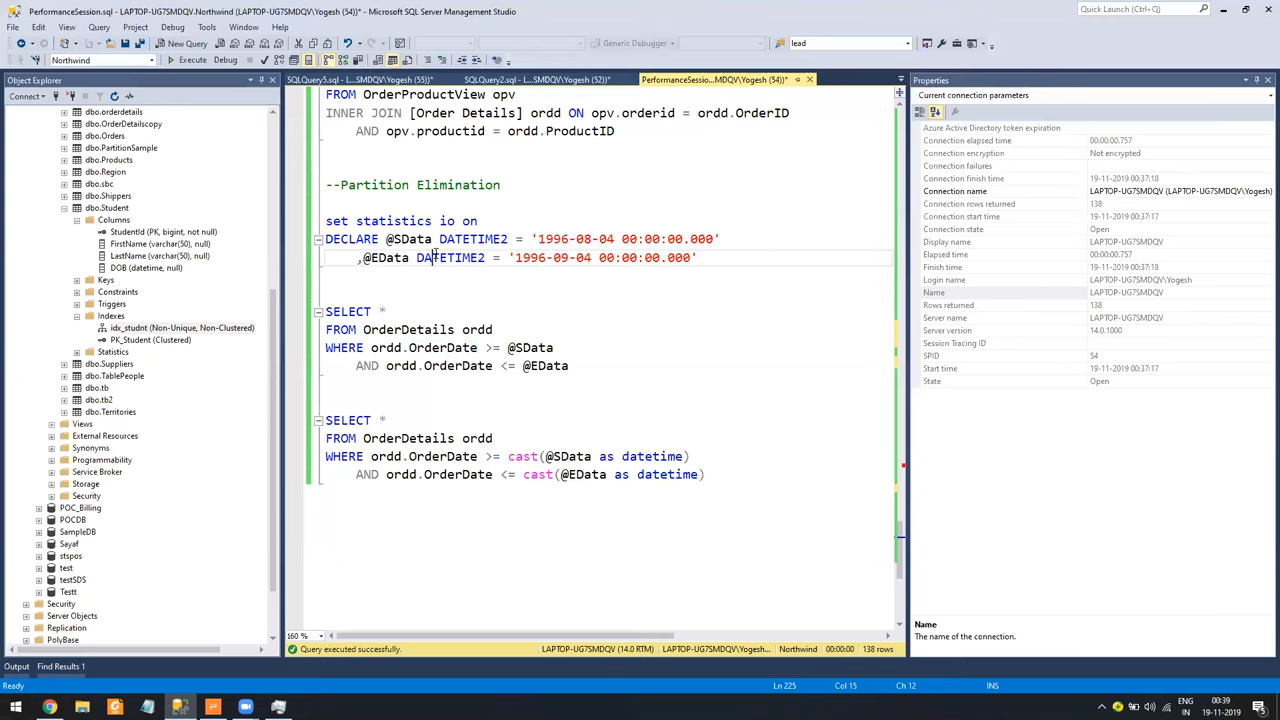 PerformanceSession.sql - LAPTOP-UG7SMDQV.Northwind (LAPTOP-UG7SMDQV\Yogesh (54))* - Microsoft SQL Server Management Studio
Quick Launch (Ctrl+Q)
File Edit View Query Project Debug Tools Window Help
New Query
Generic Debugger
lead
Northwind
Execute Debug
Object Explorer
Connect
dbo.orderdetails
dbo.OrderDetailscopy
dbo.Orders
dbo.PartitionSample
dbo.Products
dbo.Region
dbo.sbc
dbo.Shippers
dbo.Student
Columns
StudentId (PK, bigint, not null)
FirstName (varchar(50), null)
LastName (varchar(50), null)
DOB (datetime, null)
Keys
Constraints
Triggers
Indexes
idx_studnt (Non-Unique, Non-Clustered)
PK_Student (Clustered)
Statistics
dbo.Suppliers
dbo.TablePeople
dbo.tb
dbo.tb2
dbo.Territories
Views
External Resources
Synonyms
Programmability
Service Broker
Storage
Security
POC_Billing
POCDB
SampleDB
Sayaf
stspos
test
testSDS
Testt
Security
Server Objects
Replication
PolyBase
SQLQuery5.sql - L...SMDQV\Yogesh (55))* SQLQuery2.sql - L...SMDQV\Yogesh (52))* PerformanceSessio...MDQV\Yogesh (54))*
FROM OrderProductView opv
INNER JOIN [Order Details] ordd ON opv.orderid = ordd.OrderID
AND opv.productid = ordd.ProductID
--Partition Elimination
set statistics io on
DECLARE @SData DATETIME2 = '1996-08-04 00:00:00.000'
,@EData DATETIME2 = '1996-09-04 00:00:00.000'
SELECT *
FROM OrderDetails ordd
WHERE ordd.OrderDate >= @SData
AND ordd.OrderDate <= @EData
SELECT *
FROM OrderDetails ordd
WHERE ordd.OrderDate >= cast(@SData as datetime)
AND ordd.OrderDate <= cast(@EData as datetime)
160 %
Query executed successfully. LAPTOP-UG7SMDQV (14.0 RTM) LAPTOP-UG7SMDQV\Yogesh... Northwind 00:00:00 138 rows
Properties
Current connection parameters
Azure Active Directory token expiration
Connection elapsed time 00:00:00.757
Connection encryption Not encrypted
Connection failures
Connection finish time 19-11-2019 00:37:18
Connection name LAPTOP-UG7SMDQV (LAPTOP-UG7SMDQV\Yogesh)
Connection rows returned 138
Connection start time 19-11-2019 00:37:17
Connection state Open
Display name LAPTOP-UG7SMDQV
Elapsed time 00:00:00.757
Finish time 19-11-2019 00:37:18
Login name LAPTOP-UG7SMDQV\Yogesh
Name LAPTOP-UG7SMDQV
Rows returned 138
Server name LAPTOP-UG7SMDQV
Server version 14.0.1000
Session Tracing ID
SPID 54
Start time 19-11-2019 00:37:17
State Open
Name
The name of the connection.
Output Find Results 1
Ready Ln 225 Col 15 Ch 12 INS
ENG
IN
00:39
19-11-2019
5